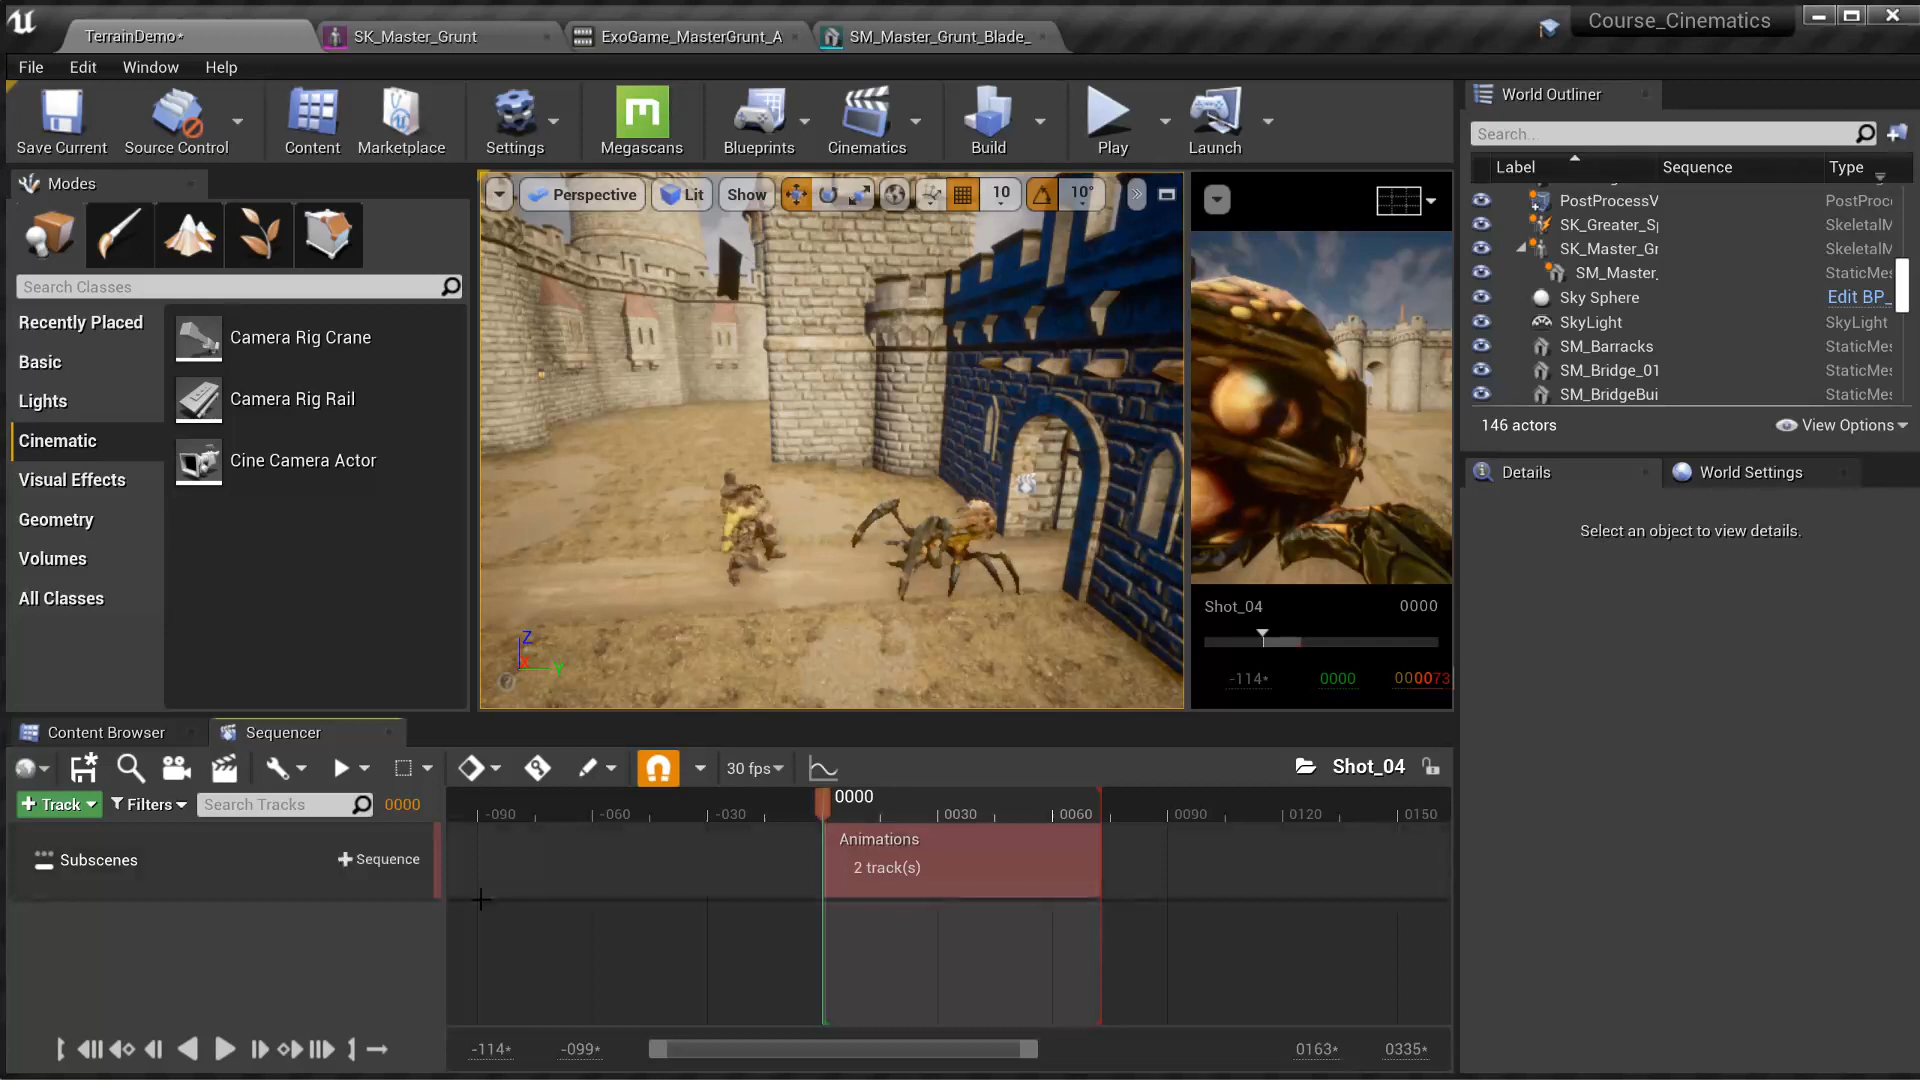 TerrainDemo*
SK_Master_Grunt
ExoGame_MasterGrunt_A
SM_Master_Grunt_Blade_
Course_Cinematics
File Edit Window Help
Save Current
Source Control
Content
Marketplace
Settings
Megascans
Blueprints
Cinematics
Build
Play
Launch
Modes
Search Classes
Recently Placed
Basic
Lights
Cinematic
Visual Effects
Geometry
Volumes
All Classes
Camera Rig Crane
Camera Rig Rail
Cine Camera Actor
Perspective
Lit
Show
10
10°
Z
X
Y
Shot_04 0000
-114* 0000 000073
World Outliner
Search...
Label Sequence Type
PostProcessV PostProc
SK_Greater_Sp SkeletalM
SK_Master_Gr SkeletalM
SM_Master_ StaticMes
Sky Sphere Edit BP_
SkyLight SkyLight
SM_Barracks StaticMes
SM_Bridge_01 StaticMes
SM_BridgeBui StaticMes
146 actors
View Options
Details
World Settings
Select an object to view details.
Content Browser
Sequencer
30 fps
Shot_04
+ Track
Filters
Search Tracks
0000
0000
-090 -060 -030 0030 0060 0090 0120 0150
Subscenes
+ Sequence
Animations
2 track(s)
-114* -099* 0163* 0335*